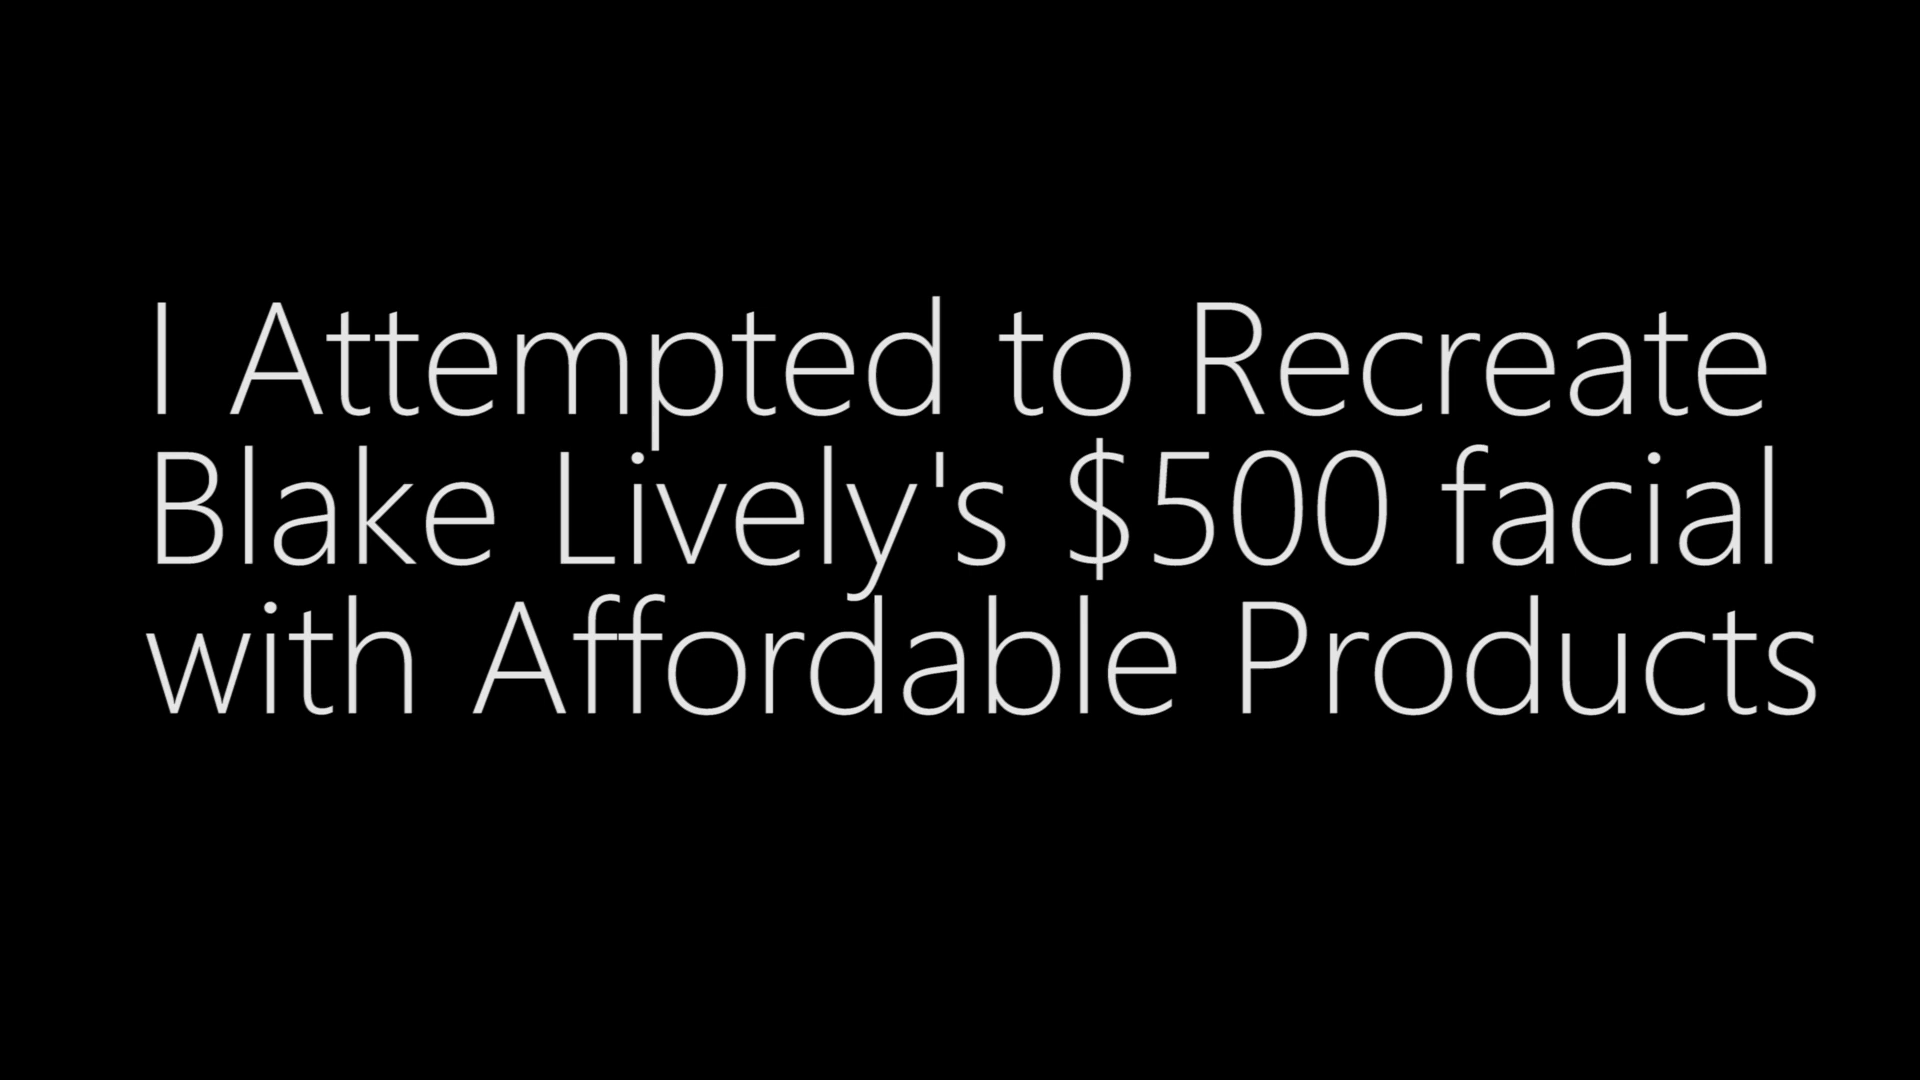 I Attempted to Recreate
Blake Lively's $500 facial
with Affordable Products